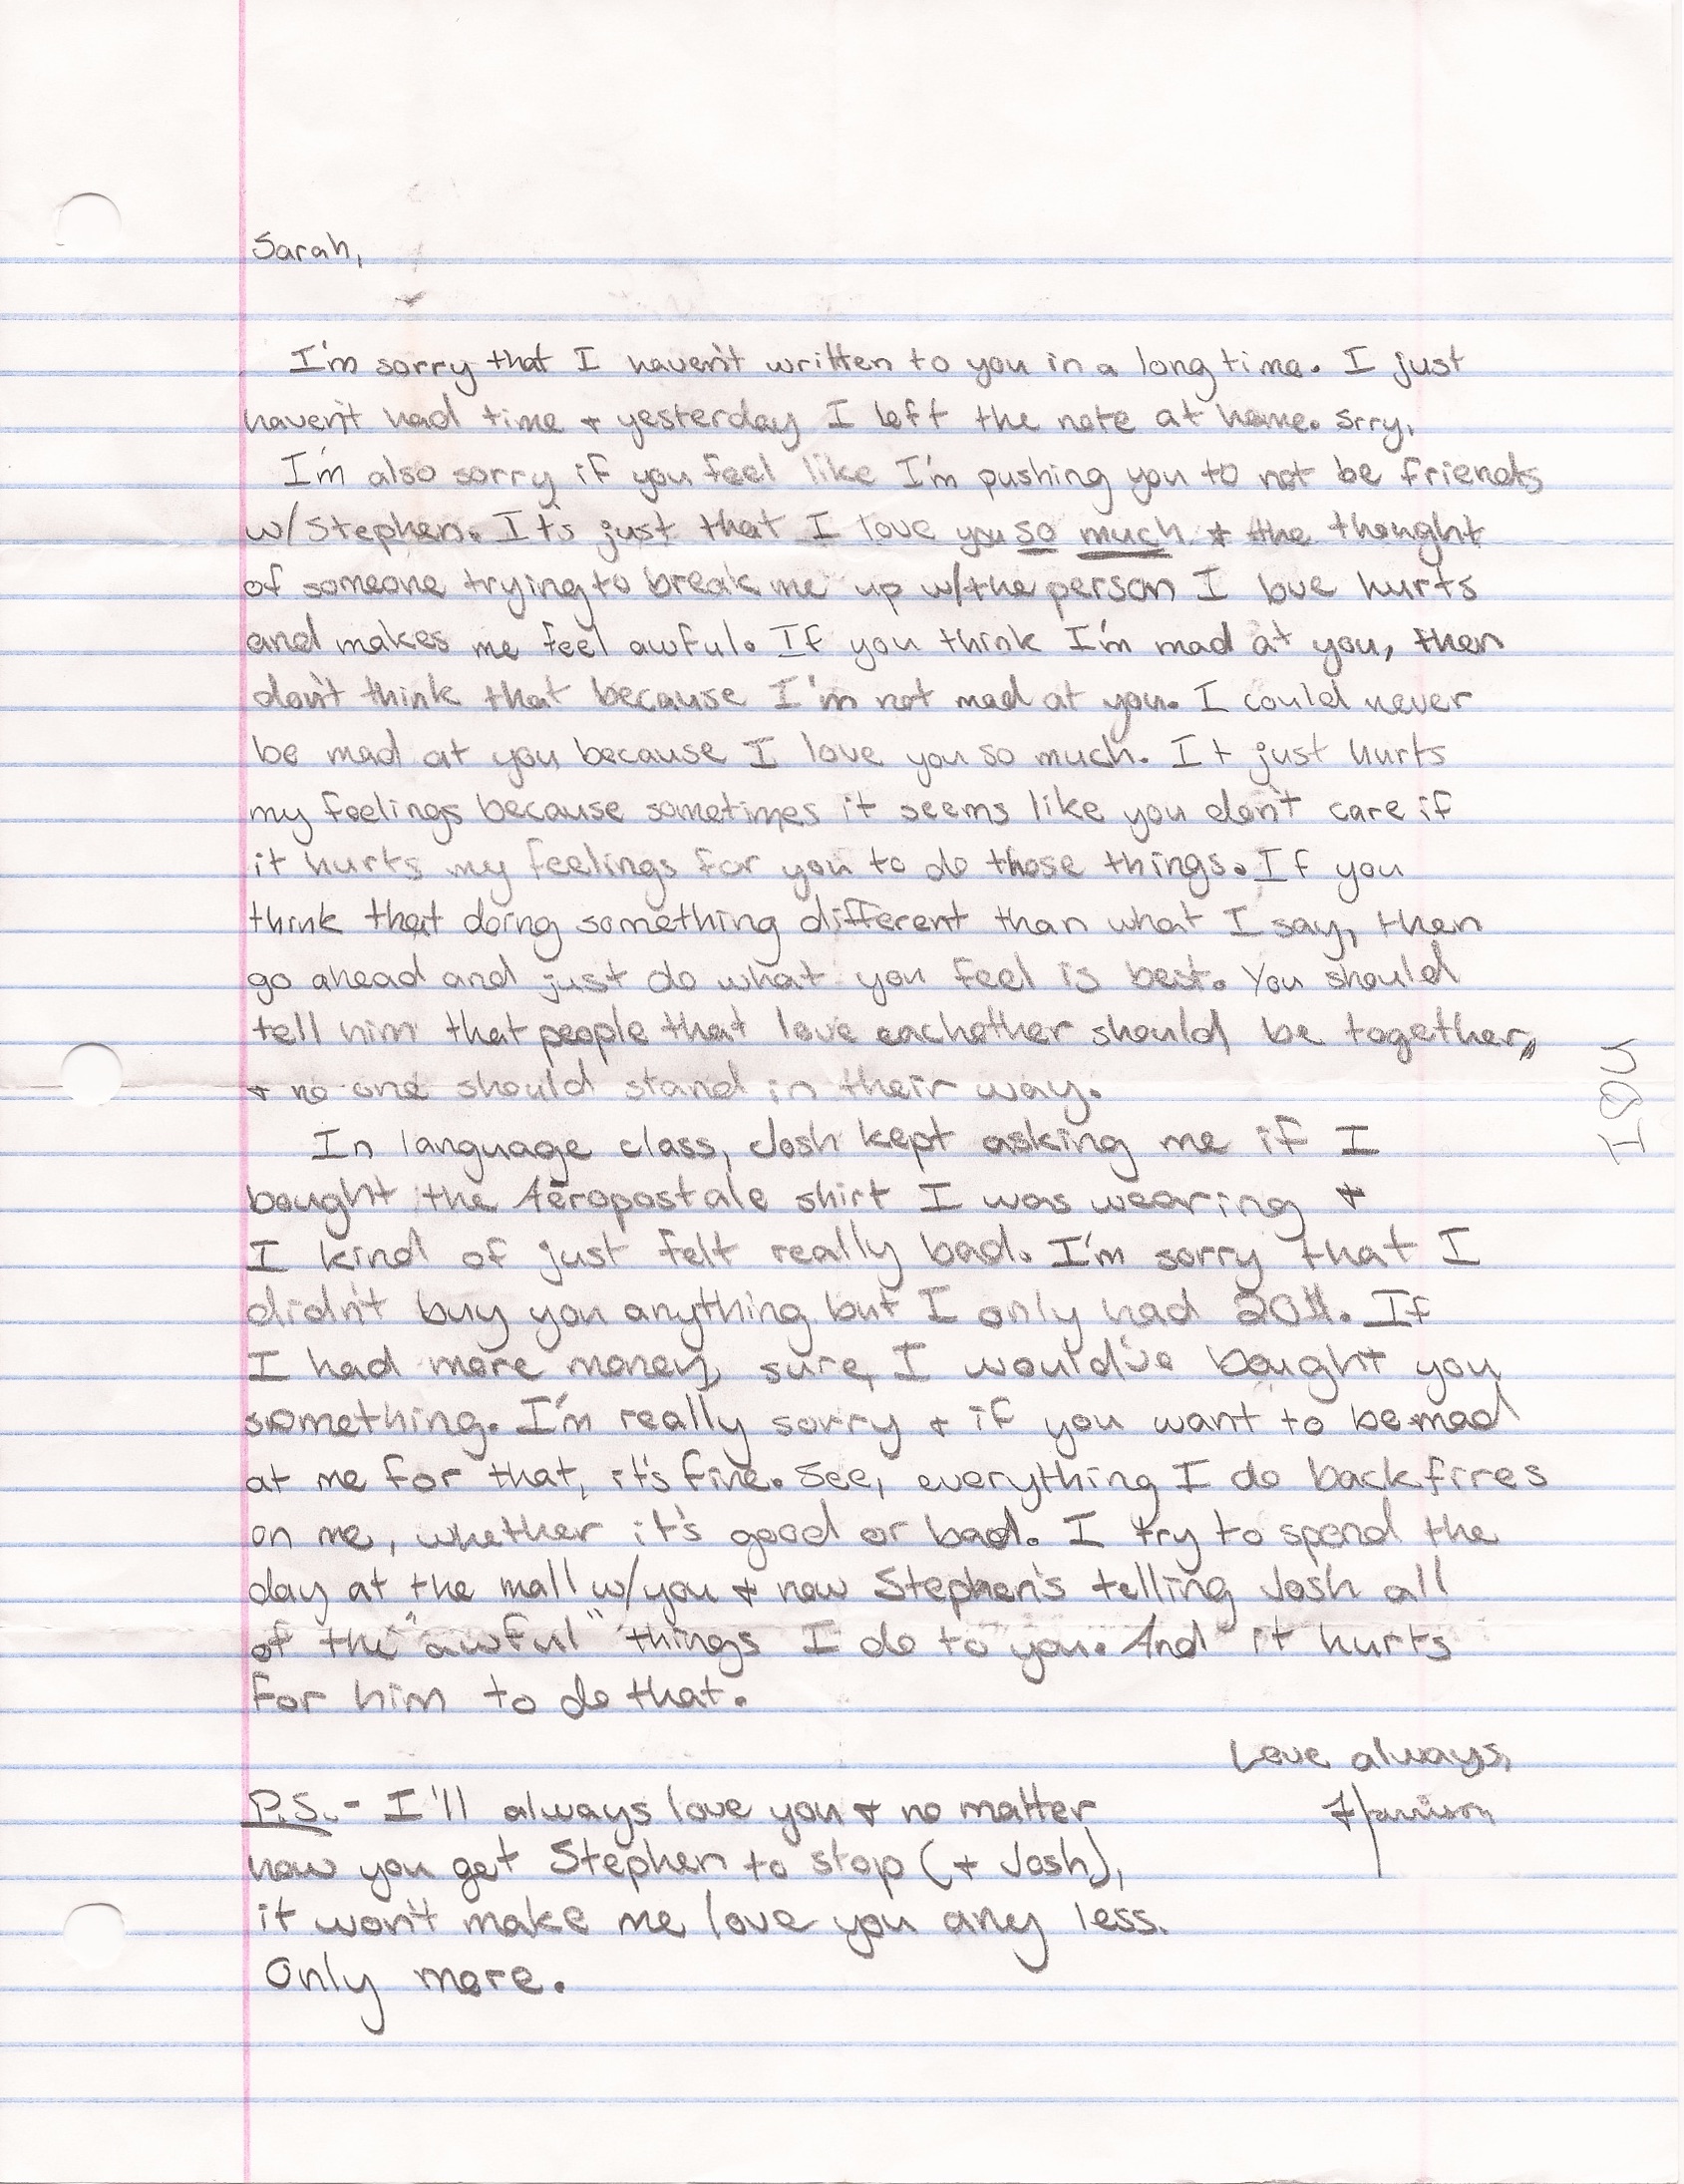 Sarah,
I'm sorry that I haven't written to you in a long time. I just
haven't had time + yesterday I left the note at home. Srry.
I'm also sorry if you feel like I'm pushing you to not be friends
w/Stephen. It's just that I love you so much + the thought
of someone trying to break me up w/the person I love hurts
and makes me feel awful. If you think I'm mad at you, then
don't think that because I'm not mad at you. I could never
be mad at you because I love you so much. It just hurts
my feelings because sometimes it seems like you don't care if
it hurts my feelings for you to do those things. If you
think that doing something different than what I say, then
go ahead and just do what you feel is best. You should
tell him that people that love eachother should be together,
+ no one should stand in their way.
In language class, Josh kept asking me if I
bought the Aeropostale shirt I was wearing +
I kind of just felt really bad. I'm sorry that I
didn't buy you anything but I only had 20$. If
I had more money, sure, I would've bought you
something. I'm really sorry + if you want to be mad
at me for that, it's fine. See, everything I do backfires
on me, whether it's good or bad. I try to spend the
day at the mall w/you + now Stephen's telling Josh all
of the "awful" things I do to you. And it hurts
for him to do that.
Love always,
Harrison
P.S.- I'll always love you + no matter
how you get Stephen to stop (+ Josh),
it won't make me love you any less.
Only more.
I ♡ U